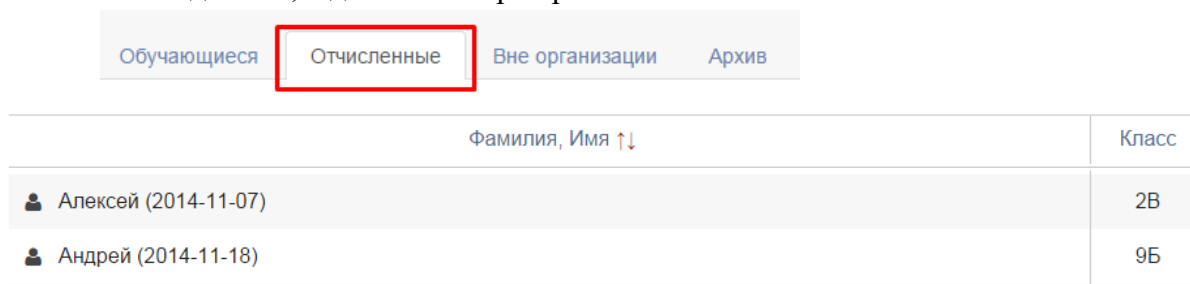 Обучающиеся Отчисленные Вне организации Архив
Фамилия, Имя ↑↓ Класс
Алексей (2014-11-07) 2В
Андрей (2014-11-18) 9Б